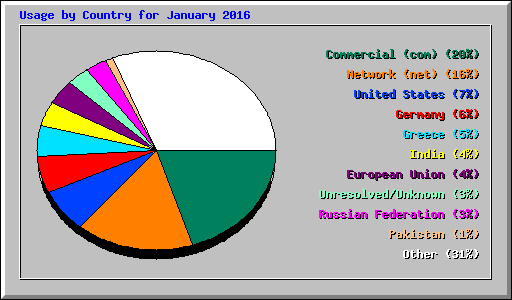 Usage by Country for January 2016
Commercial (com) (20%)
Network (net) (16%)
United States (7%)
Germany (6%)
Greece (5%)
India (4%)
European Union (4%)
Unresolved/Unknown (3%)
Russian Federation (3%)
Pakistan (1%)
Other (31%)